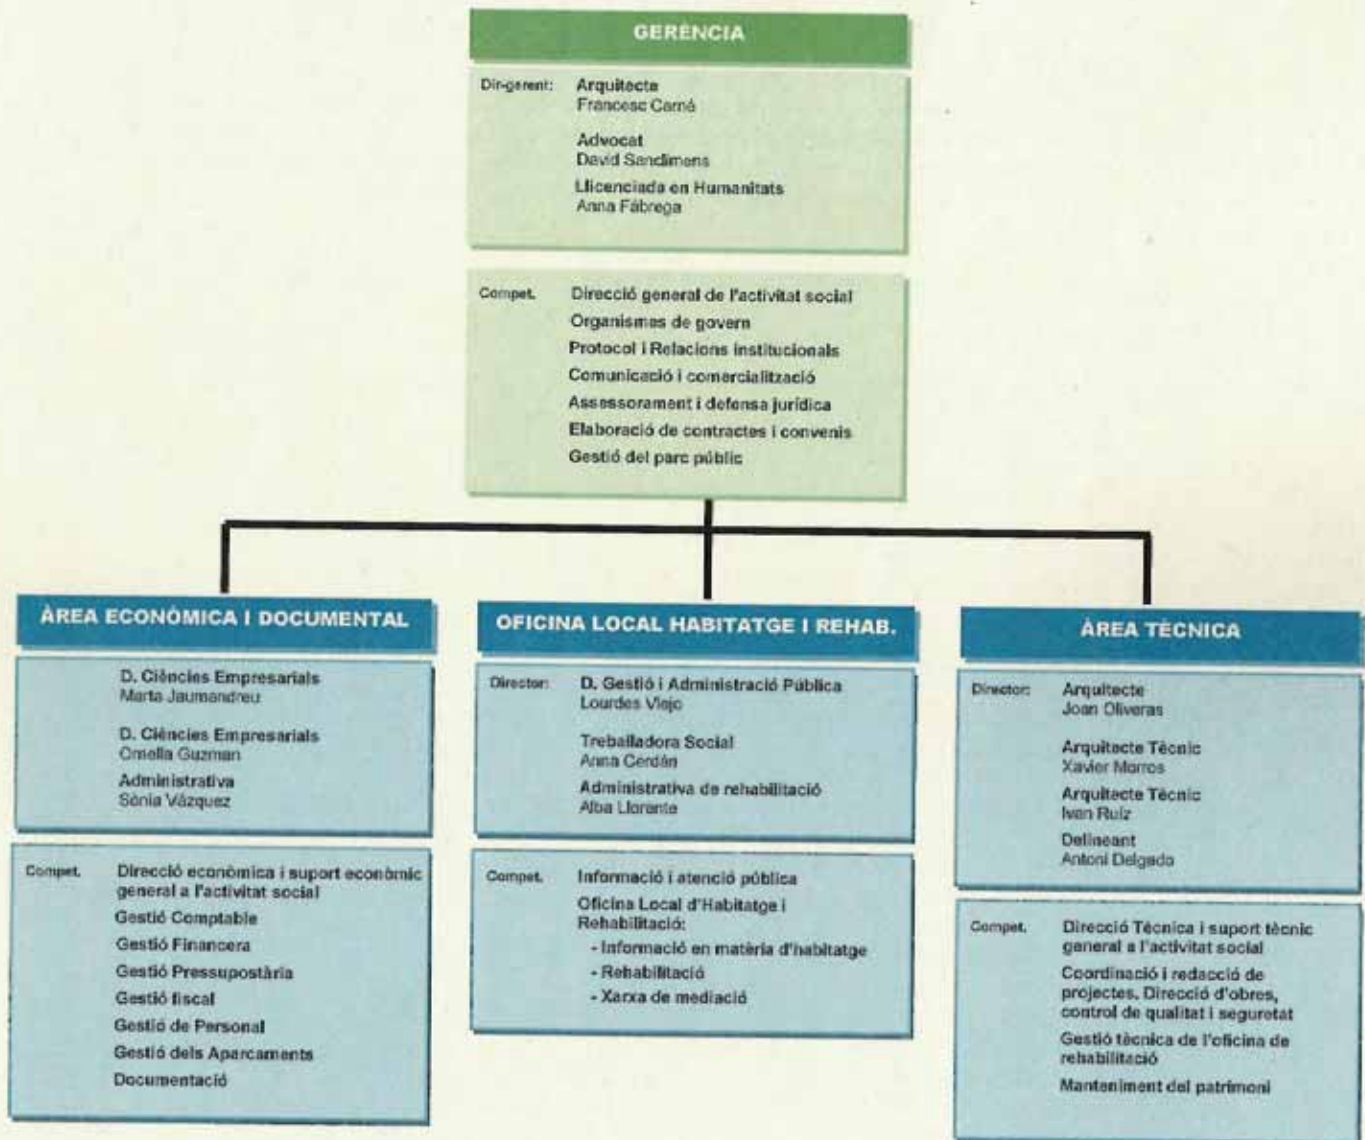 GERÈNCIA
Dir-gerent: Arquitecte
Francesc Carné
Advocat
David Sandimens
Llicenciada en Humanitats
Anna Fàbrega
Compet. Direcció general de l'activitat social
Organismes de govern
Protocol i Relacions institucionals
Comunicació i comercialització
Assessorament i defensa jurídica
Elaboració de contractes i convenis
Gestió del parc públic
ÀREA ECONÒMICA I DOCUMENTAL
D. Ciències Empresarials
Marta Jaumandreu
D. Ciències Empresarials
Ornella Guzman
Administrativa
Sònia Vázquez
Compet. Direcció econòmica i suport econòmic
general a l'activitat social
Gestió Comptable
Gestió Financera
Gestió Pressupostària
Gestió fiscal
Gestió de Personal
Gestió dels Aparcaments
Documentació
OFICINA LOCAL HABITATGE I REHAB.
Director: D. Gestió i Administració Pública
Lourdes Viejo
Treballadora Social
Anna Cerdán
Administrativa de rehabilitació
Alba Llorente
Compet. Informació i atenció pública
Oficina Local d'Habitatge i
Rehabilitació:
- Informació en matèria d'habitatge
- Rehabilitació
- Xarxa de mediació
ÀREA TÈCNICA
Director: Arquitecte
Joan Oliveras
Arquitecte Tècnic
Xavier Morros
Arquitecte Tècnic
Ivan Ruiz
Delineant
Antoni Delgado
Compet. Direcció Tècnica i suport tècnic
general a l'activitat social
Coordinació i redacció de
projectes. Direcció d'obres,
control de qualitat i seguretat
Gestió tècnica de l'oficina de
rehabilitació
Manteniment del patrimoni